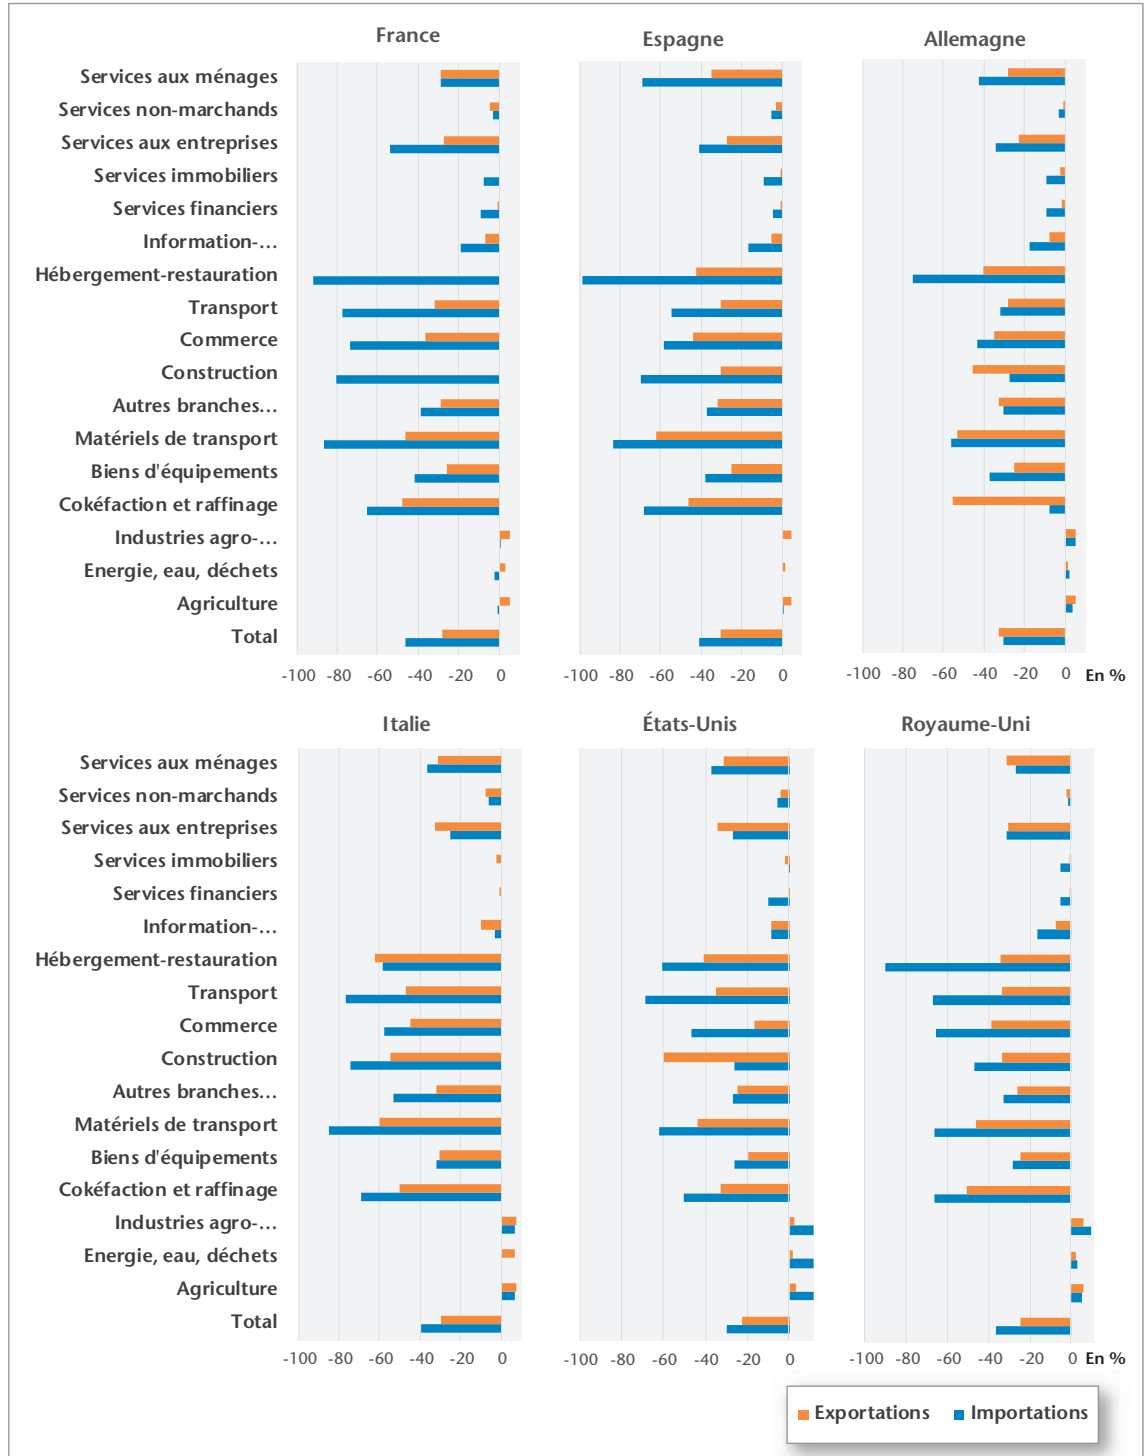 France Espagne Allemagne
Services aux ménages
Services non-marchands
Services aux entreprises
Services immobiliers
Services financiers
Information-...
Hébergement-restauration
Transport
Commerce
Construction
Autres branches...
Matériels de transport
Biens d'équipements
Cokéfaction et raffinage
Industries agro-...
Energie, eau, déchets
Agriculture
Total
-100 -80 -60 -40 -20 0 -100 -80 -60 -40 -20 0 -100 -80 -60 -40 -20 0 En %
Italie États-Unis Royaume-Uni
Services aux ménages
Services non-marchands
Services aux entreprises
Services immobiliers
Services financiers
Information-...
Hébergement-restauration
Transport
Commerce
Construction
Autres branches...
Matériels de transport
Biens d'équipements
Cokéfaction et raffinage
Industries agro-...
Energie, eau, déchets
Agriculture
Total
-100 -80 -60 -40 -20 0 -100 -80 -60 -40 -20 0 -100 -80 -60 -40 -20 0 En %
Exportations Importations